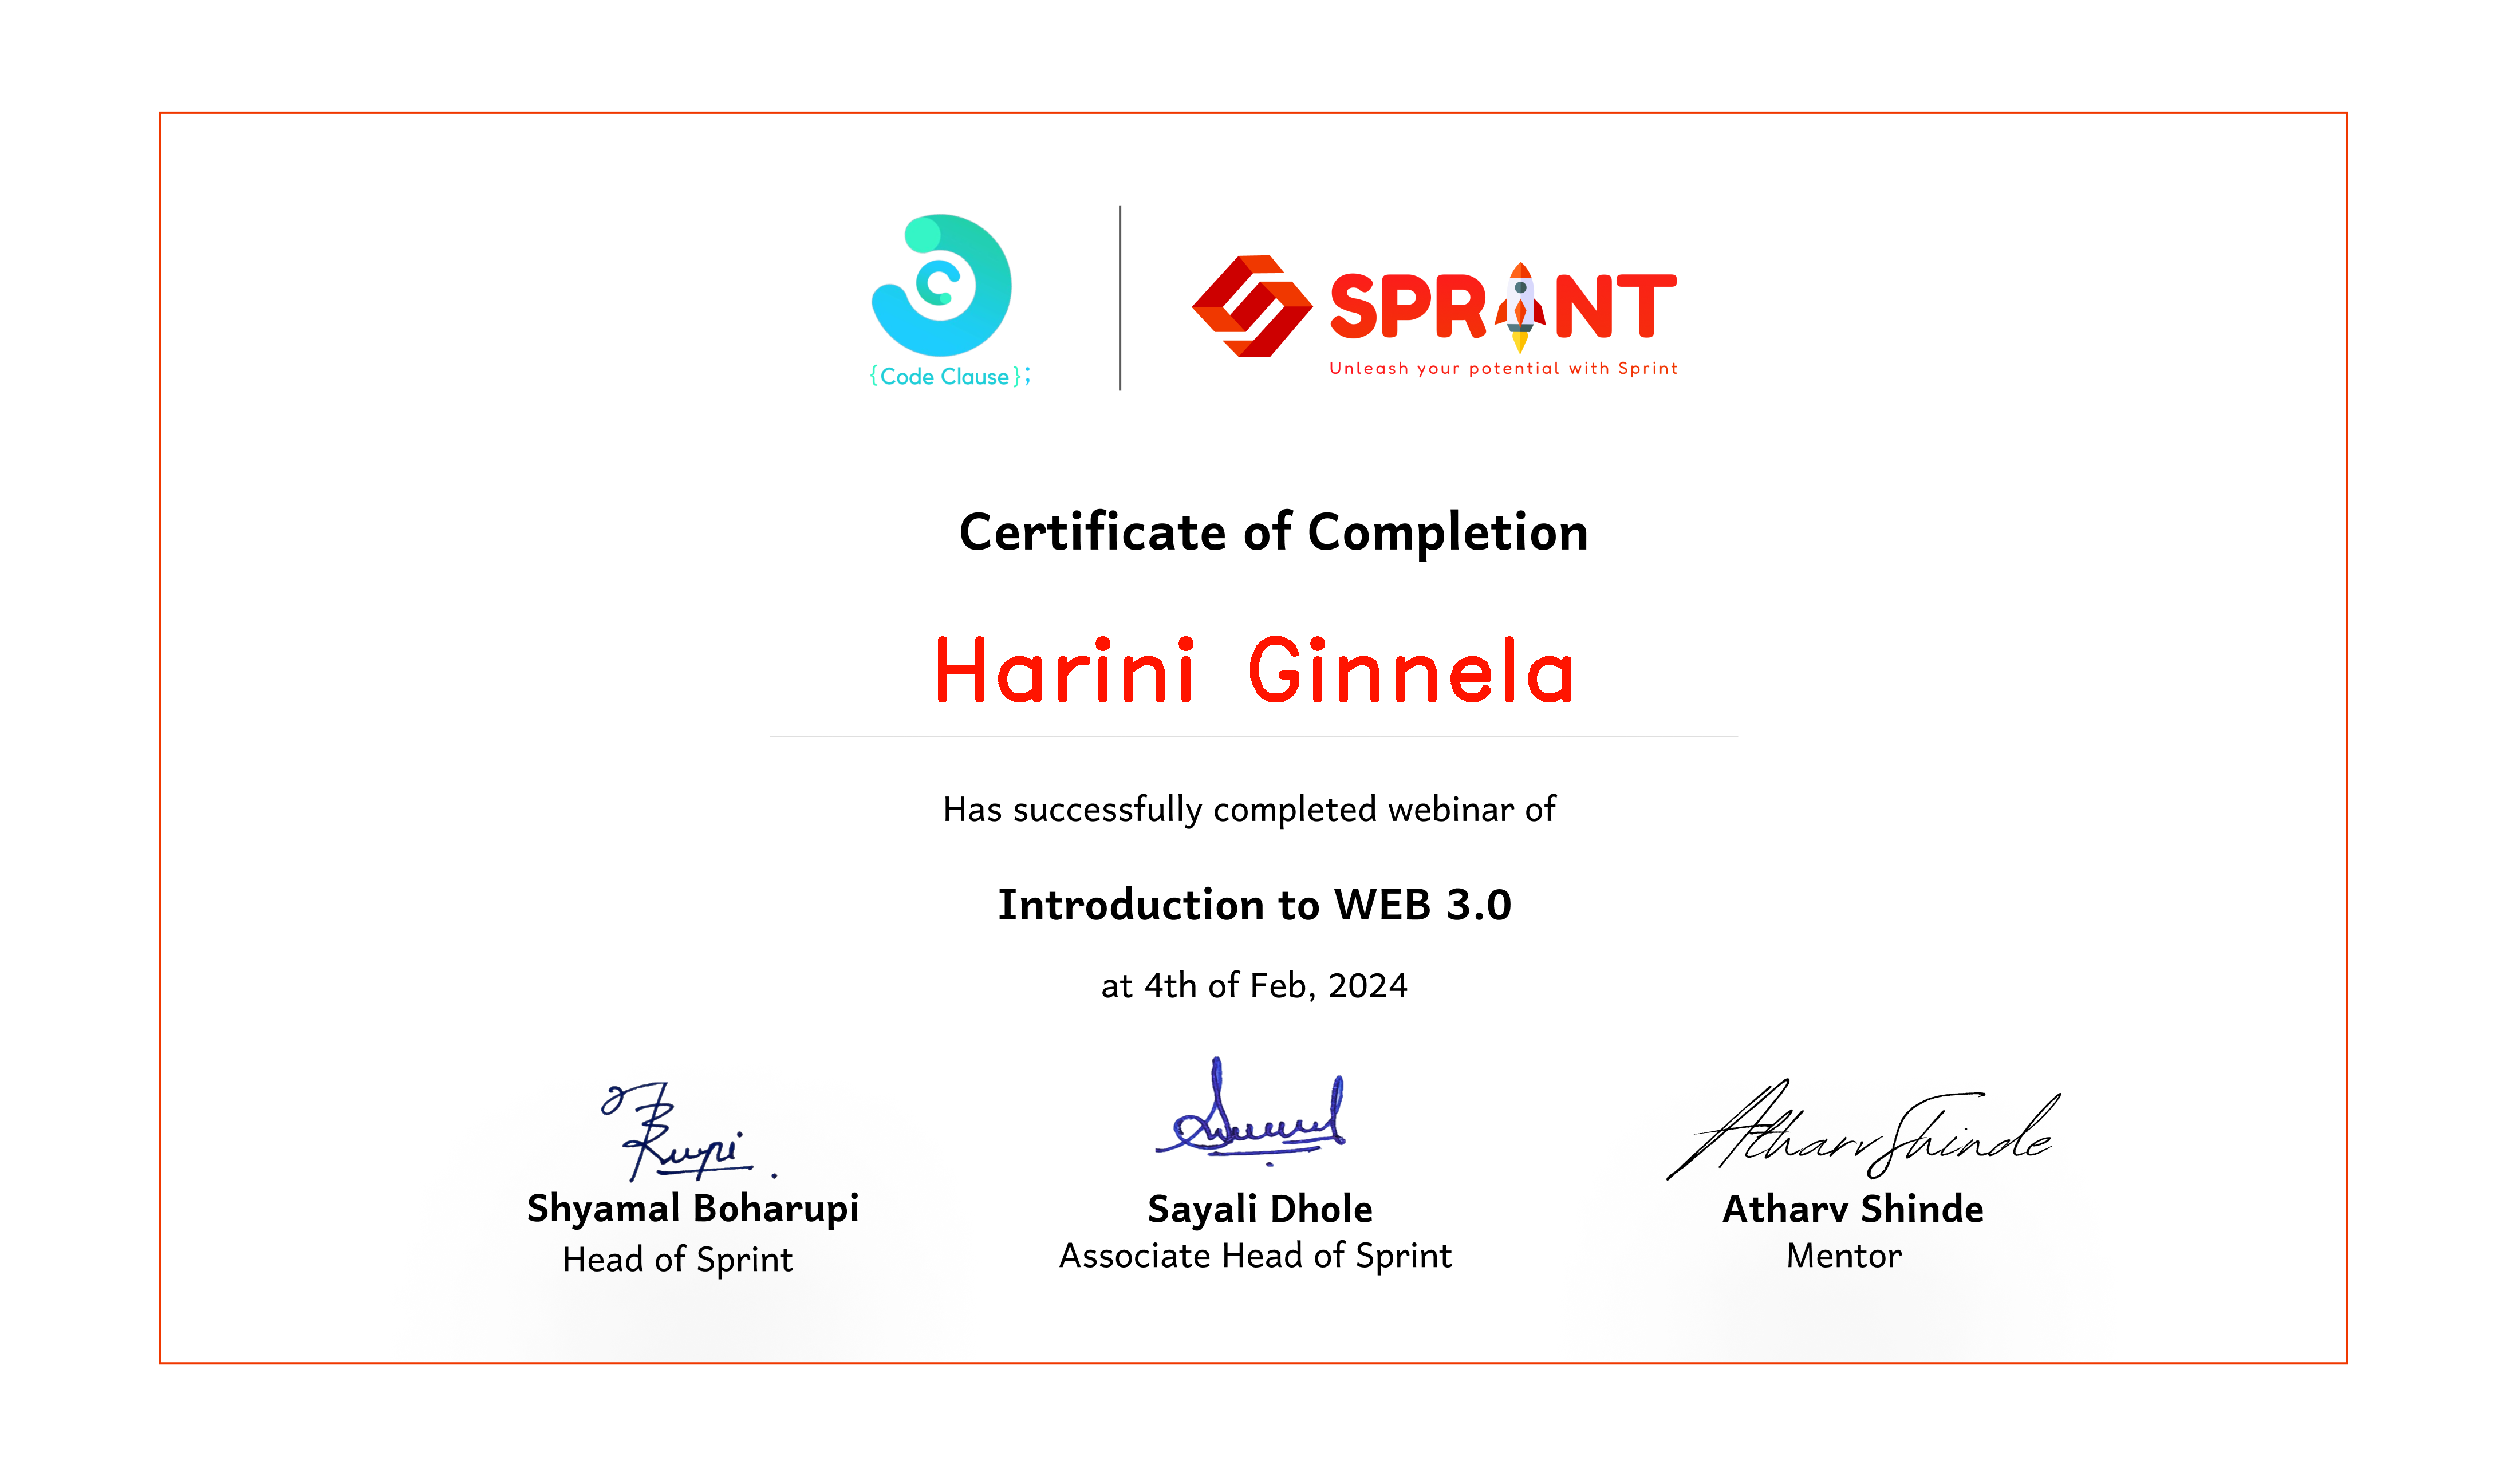 {Code Clause};
SPRINT
Unleash your potential with Sprint
Certificate of Completion
Harini Ginnela
Has successfully completed webinar of
Introduction to WEB 3.0
at 4th of Feb, 2024
Shyamal Boharupi
Head of Sprint
Sayali Dhole
Associate Head of Sprint
Atharv Shinde
Atharv Shinde
Mentor